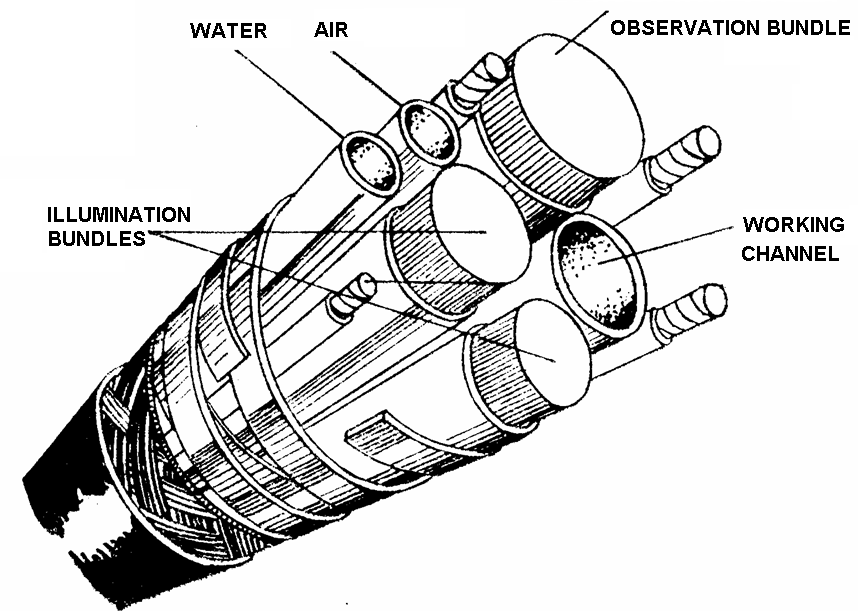 WATER
AIR
OBSERVATION BUNDLE
ILLUMINATION
BUNDLES
WORKING
CHANNEL